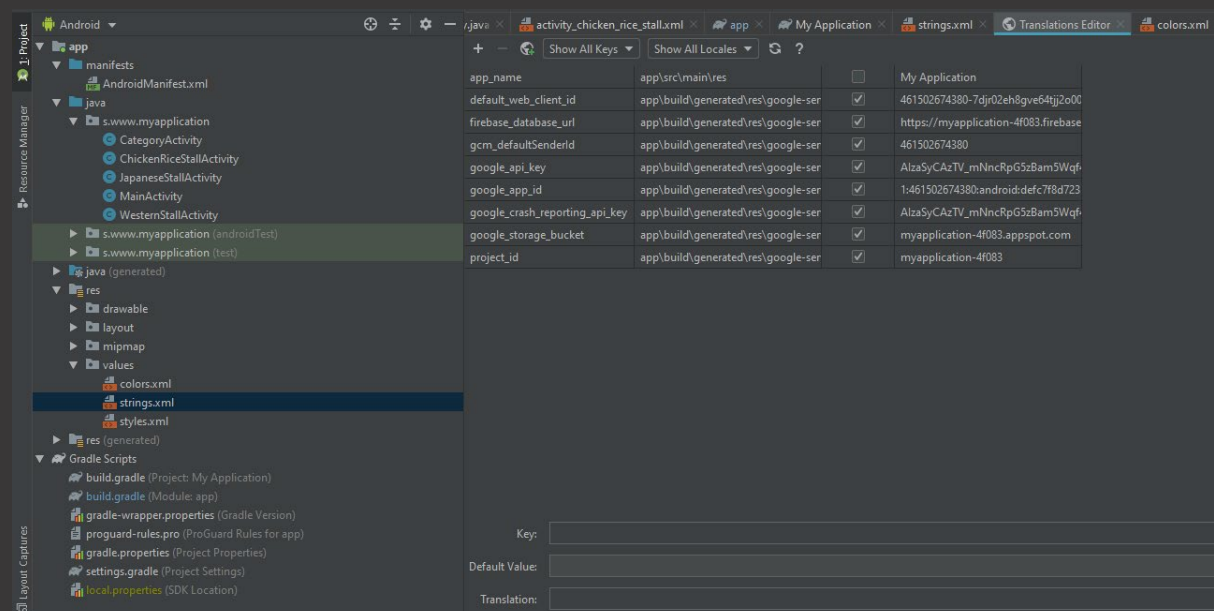 1: Project
Resource Manager
Layout Captures
Android
app
manifests
AndroidManifest.xml
java
s.www.myapplication
CategoryActivity
ChickenRiceStallActivity
JapaneseStallActivity
MainActivity
WesternStallActivity
s.www.myapplication (androidTest)
s.www.myapplication (test)
java (generated)
res
drawable
layout
mipmap
values
colors.xml
strings.xml
styles.xml
res (generated)
Gradle Scripts
build.gradle (Project: My Application)
build.gradle (Module: app)
gradle-wrapper.properties (Gradle Version)
proguard-rules.pro (ProGuard Rules for app)
gradle.properties (Project Properties)
settings.gradle (Project Settings)
local.properties (SDK Location)
.java activity_chicken_rice_stall.xml app My Application strings.xml Translations Editor colors.xml
Show All Keys Show All Locales ?
app_name app\src\main\res My Application
default_web_client_id app\build\generated\res\google-ser 461502674380-7djr02eh8gve64tjj2o00
firebase_database_url app\build\generated\res\google-ser https://myapplication-4f083.firebase
gcm_defaultSenderId app\build\generated\res\google-ser 461502674380
google_api_key app\build\generated\res\google-ser AIzaSyCAzTV_mNncRpG5zBam5Wqf
google_app_id app\build\generated\res\google-ser 1:461502674380:android:defc7f8d723
google_crash_reporting_api_key app\build\generated\res\google-ser AIzaSyCAzTV_mNncRpG5zBam5Wqf
google_storage_bucket app\build\generated\res\google-ser myapplication-4f083.appspot.com
project_id app\build\generated\res\google-ser myapplication-4f083
Key:
Default Value:
Translation: